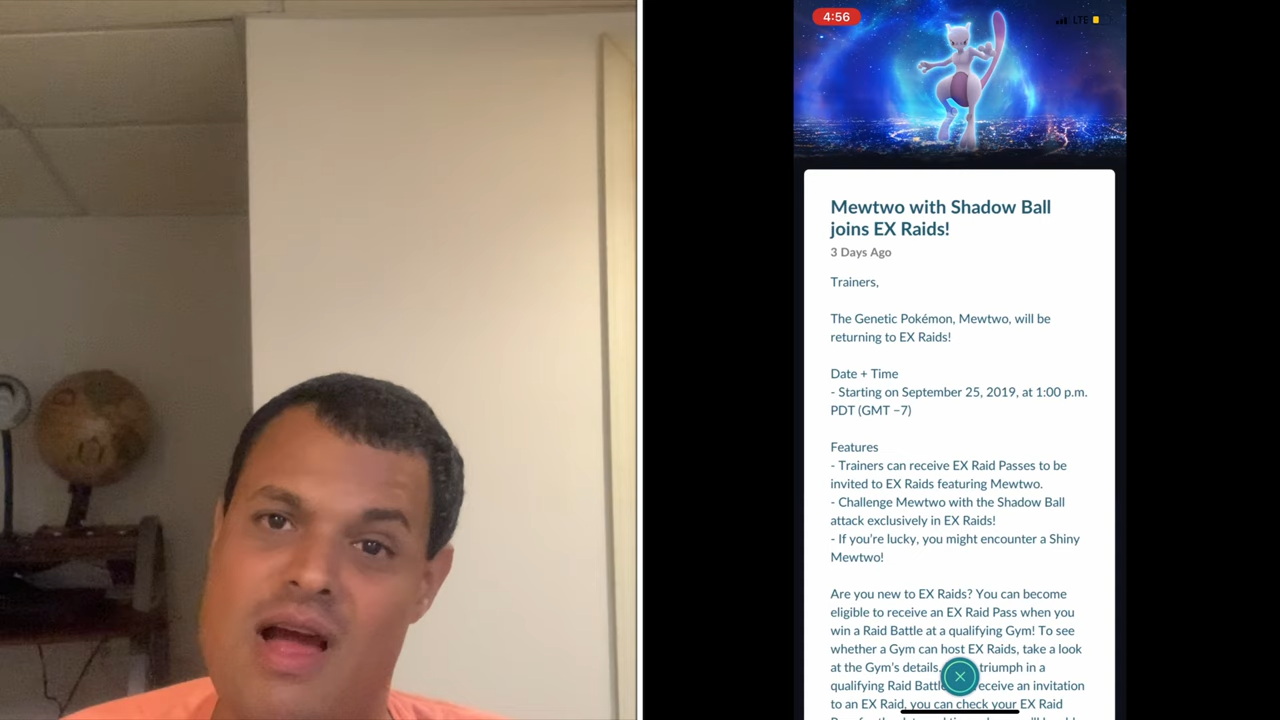 4:56
LTE
Mewtwo with Shadow Ball
joins EX Raids!
3 Days Ago
Trainers,
The Genetic Pokémon, Mewtwo, will be
returning to EX Raids!
Date + Time
- Starting on September 25, 2019, at 1:00 p.m.
PDT (GMT −7)
Features
- Trainers can receive EX Raid Passes to be
invited to EX Raids featuring Mewtwo.
- Challenge Mewtwo with the Shadow Ball
attack exclusively in EX Raids!
- If you're lucky, you might encounter a Shiny
Mewtwo!
Are you new to EX Raids? You can become
eligible to receive an EX Raid Pass when you
win a Raid Battle at a qualifying Gym! To see
whether a Gym can host EX Raids, take a look
at the Gym's details. triumph in a
qualifying Raid Battle receive an invitation
to an EX Raid, you can check your EX Raid